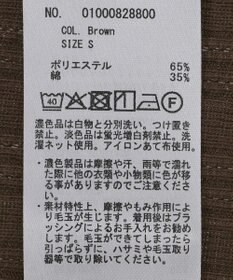 NO. 01000828800
COL. Brown
SIZE S
ポリエステル 65%
綿 35%
40
濃色品は白物と分別洗い。つけ置き
禁止。淡色品は蛍光増白剤禁止。ネット
使用。アイロンあて布使用。
・濃色製品は摩擦や汗、雨等で濡れ
た際に他の衣類や小物類に色が移
る事がありますのでご注意くださ
い。
・素材特性上、摩擦やもみ作用によ
り毛玉が生じます。着用後はブラ
ッシングによるお手入れをお勧め
します。毛玉ができてしまったら
引っぱらずに、ハサミや毛玉取り
器等で取り除いてください。